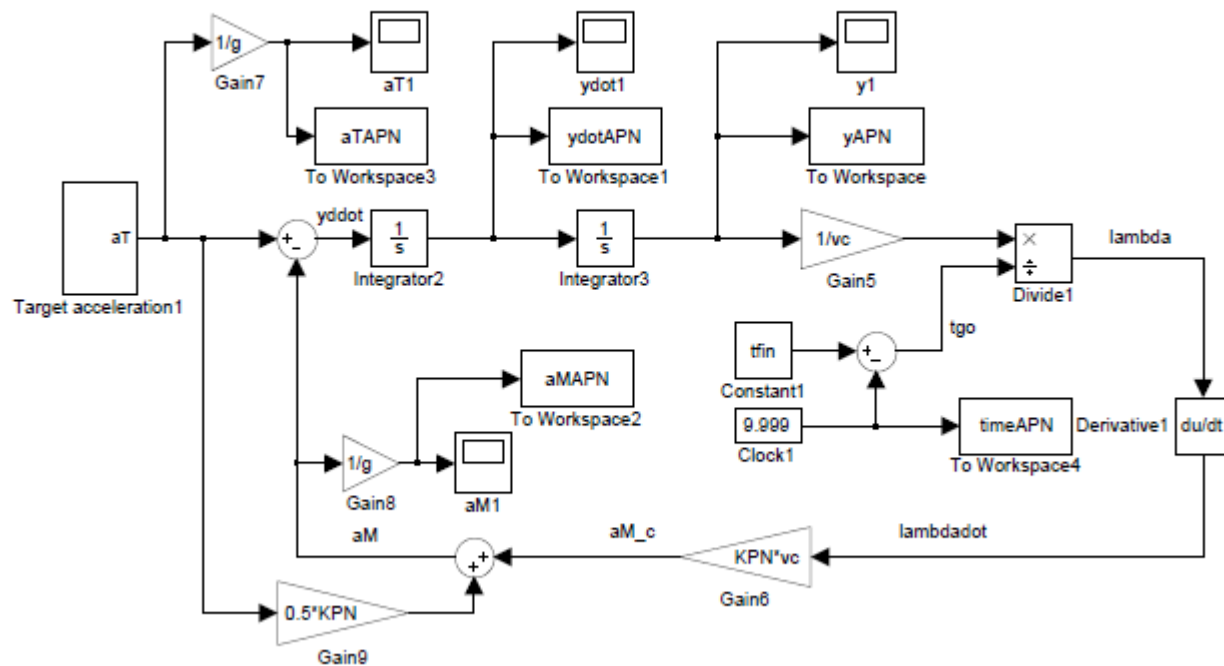 1/g
Gain7
aT1
ydot1
y1
aTAPN
To Workspace3
ydotAPN
To Workspace1
yAPN
To Workspace
aT
Target acceleration1
+
−
yddot
1
s
Integrator2
1
s
Integrator3
1/vc
Gain5
×
÷
Divide1
lambda
tgo
tfin
Constant1
+
−
9.999
Clock1
timeAPN
To Workspace4
Derivative1
du/dt
aMAPN
To Workspace2
1/g
Gain8
aM1
aM
+
+
aM_c
KPN*vc
Gain6
lambdadot
0.5*KPN
Gain9